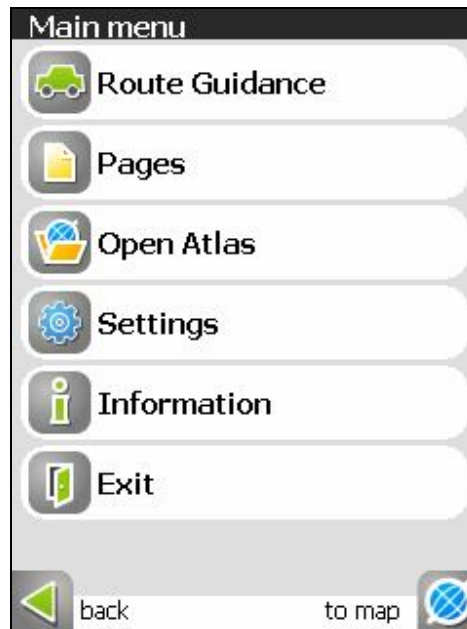 Main menu
Route Guidance
Pages
Open Atlas
Settings
Information
Exit
back to map